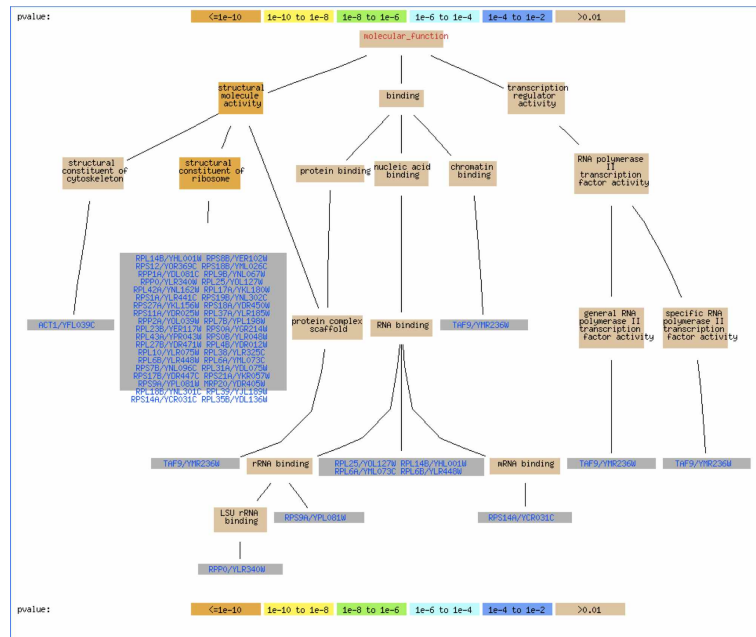 pvalue: <=1e-10 1e-10 to 1e-8 1e-8 to 1e-6 1e-6 to 1e-4 1e-4 to 1e-2 >0.01
molecular_function
structural
molecule
activity
binding
transcription
regulator
activity
structural
constituent of
cytoskeleton
structural
constituent of
ribosome
protein binding
nucleic acid
binding
chromatin
binding
RNA polymerase
II
transcription
factor activity
RPL14B/YHL001W RPS8B/YER102W
RPS12/YOR369C RPS18B/YML026C
RPP1A/YDL081C RPL9B/YNL067W
RPP0/YLR340W RPL25/YOL127W
RPL42A/YNL162W RPL17A/YKL180W
RPS1A/YLR441C RPS19B/YNL302C
RPS27A/YKL156W RPS18A/YDR450W
RPS11A/YDR025W RPL37A/YLR185W
RPP2A/YOL039W RPL7B/YPL198W
RPL23B/YER117W RPS0A/YGR214W
RPL43A/YPR043W RPS0B/YLR048W
RPL27B/YDR471W RPL4B/YDR012W
RPL10/YLR075W RPL38/YLR325C
RPL6B/YLR448W RPL6A/YML073C
RPS7B/YNL096C RPL31A/YDL075W
RPS17B/YDR447C RPS21A/YKR057W
RPS9A/YPL081W MRP20/YDR405W
RPL18B/YNL301C RPL39/YJL189W
RPS14A/YCR031C RPL35B/YDL136W
ACT1/YFL039C
protein complex
scaffold
RNA binding
TAF9/YMR236W
general RNA
polymerase II
transcription
factor activity
specific RNA
polymerase II
transcription
factor activity
TAF9/YMR236W
rRNA binding
RPL25/YOL127W RPL14B/YHL001W
RPL6A/YML073C RPL6B/YLR448W
mRNA binding
TAF9/YMR236W
TAF9/YMR236W
LSU rRNA
binding
RPS9A/YPL081W
RPS14A/YCR031C
RPP0/YLR340W
pvalue: <=1e-10 1e-10 to 1e-8 1e-8 to 1e-6 1e-6 to 1e-4 1e-4 to 1e-2 >0.01